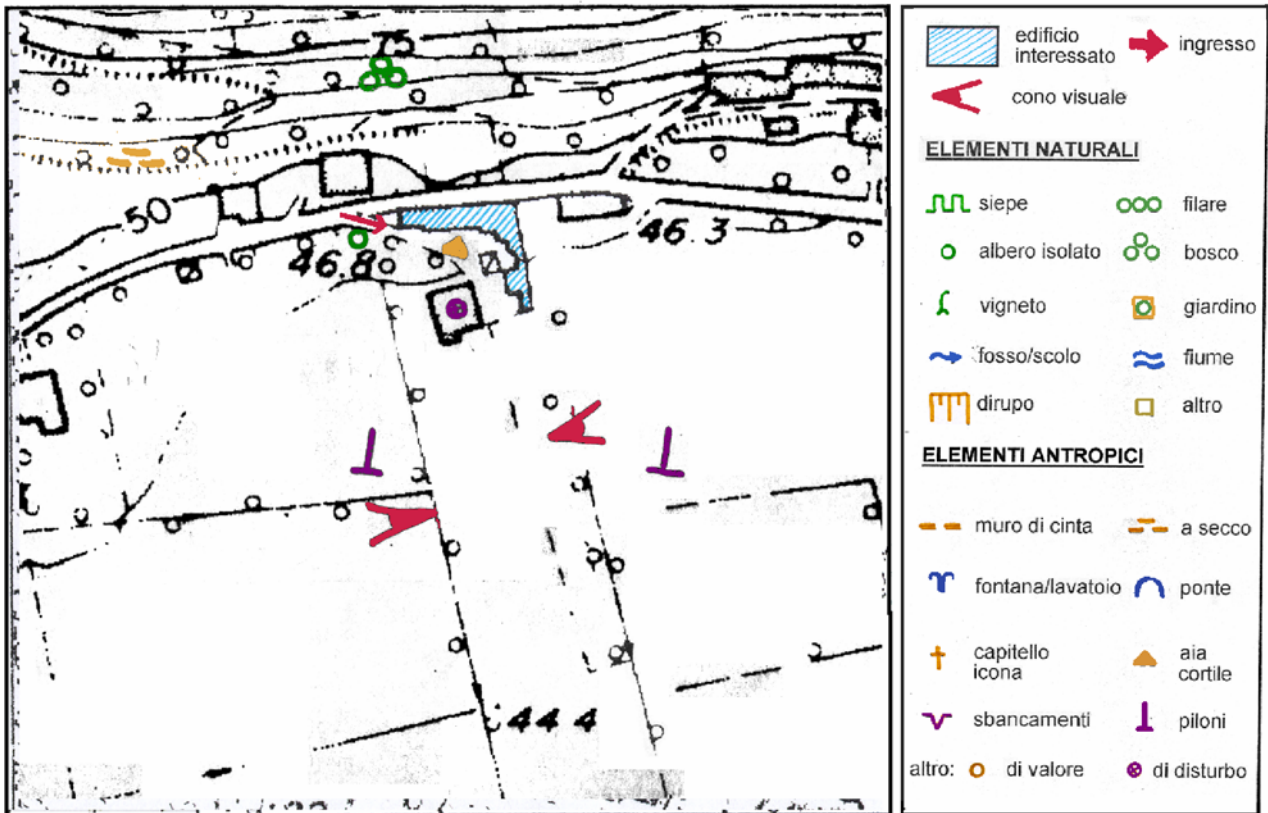 75
50
46.8
46.3
44 4
edificio
interessato
ingresso
cono visuale
ELEMENTI NATURALI
siepe
filare
albero isolato
bosco
vigneto
giardino
fosso/scolo
fiume
dirupo
altro
ELEMENTI ANTROPICI
muro di cinta
a secco
fontana/lavatoio
ponte
capitello
icona
aia
cortile
sbancamenti
piloni
altro:
di valore
di disturbo